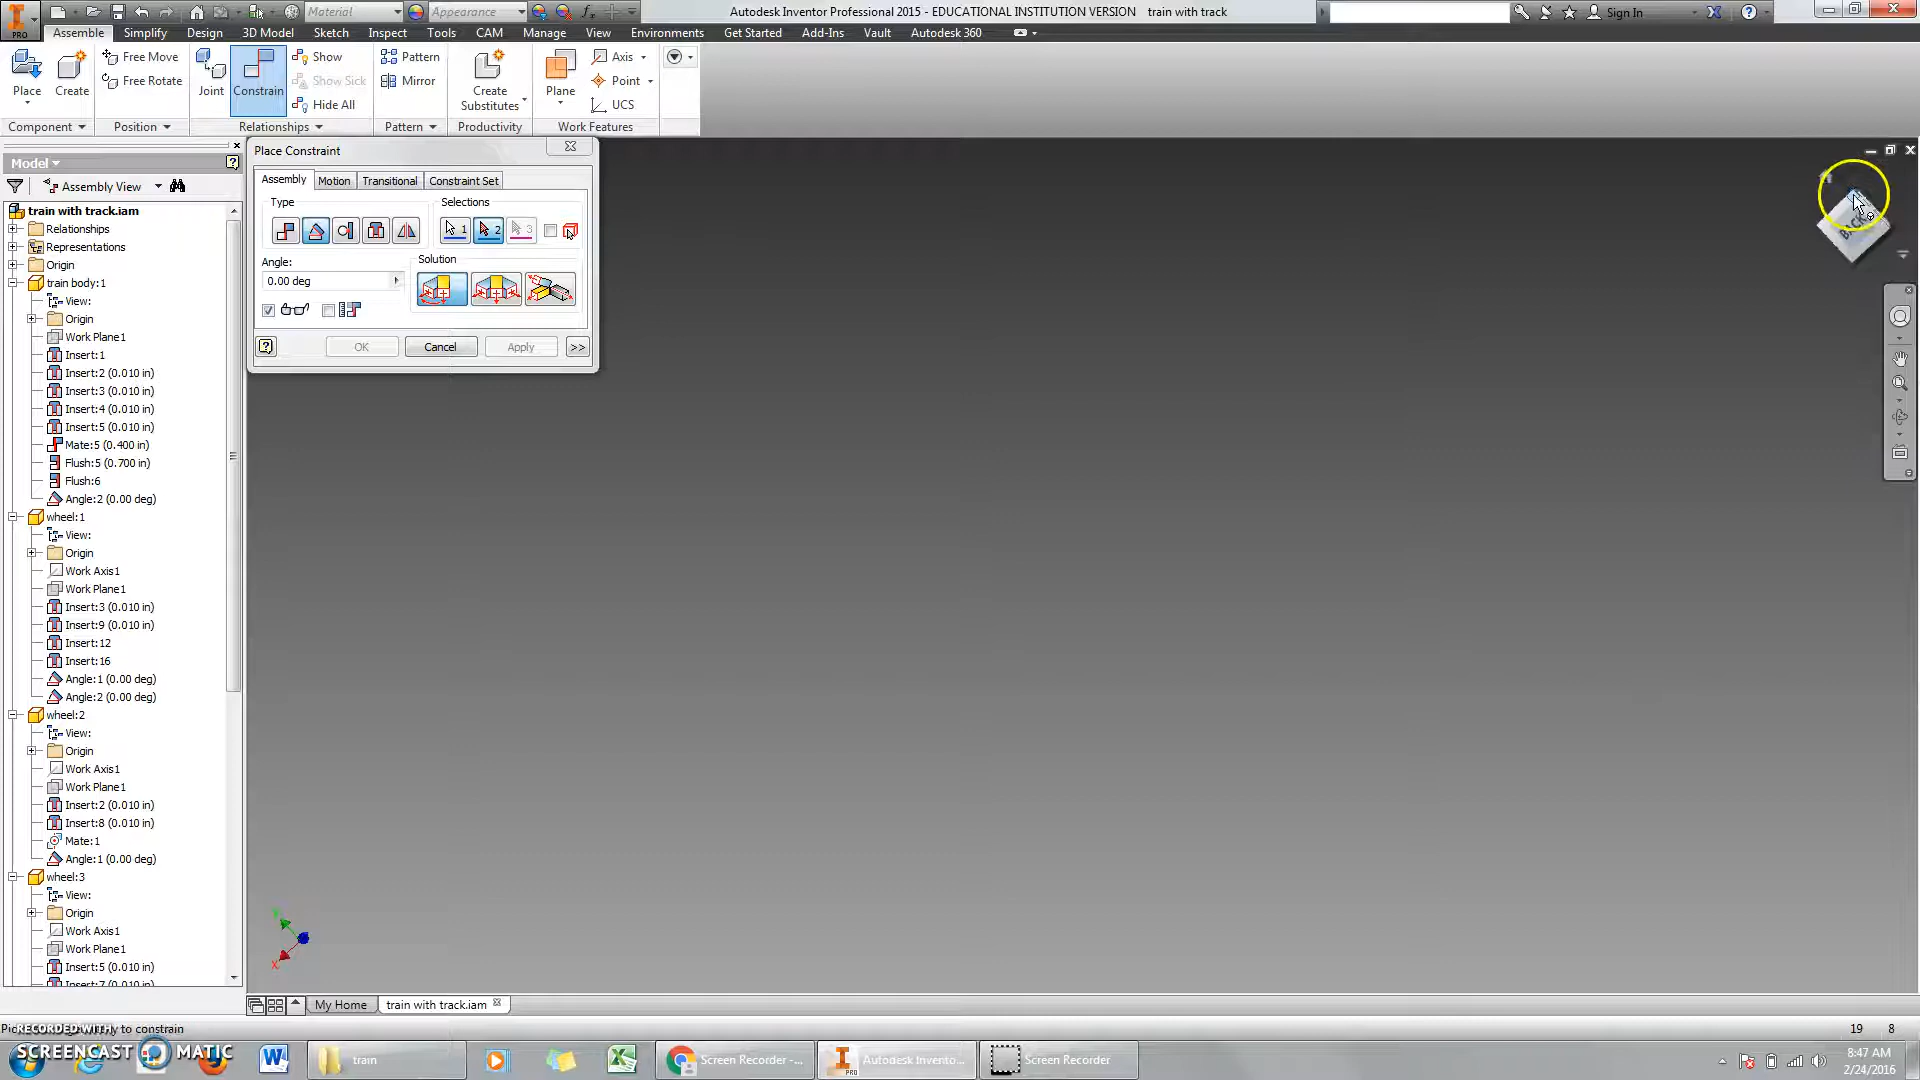 Material
Appearance
Autodesk Inventor Professional 2015 - EDUCATIONAL INSTITUTION VERSION train with track
Sign In
PRO
Assemble Simplify Design 3D Model Sketch Inspect Tools CAM Manage View Environments Get Started Add-Ins Vault Autodesk 360
Place
Create
Free Move
Free Rotate
Joint
Constrain
Show
Show Sick
Hide All
Pattern
Mirror
Create
Substitutes
Plane
Axis
Point
UCS
Component Position Relationships Pattern Productivity Work Features
Model
Assembly View
train with track.iam
Relationships
Representations
Origin
train body:1
View:
Origin
Work Plane1
Insert:1
Insert:2 (0.010 in)
Insert:3 (0.010 in)
Insert:4 (0.010 in)
Insert:5 (0.010 in)
Mate:5 (0.400 in)
Flush:5 (0.700 in)
Flush:6
Angle:2 (0.00 deg)
wheel:1
View:
Origin
Work Axis1
Work Plane1
Insert:3 (0.010 in)
Insert:9 (0.010 in)
Insert:12
Insert:16
Angle:1 (0.00 deg)
Angle:2 (0.00 deg)
wheel:2
View:
Origin
Work Axis1
Work Plane1
Insert:2 (0.010 in)
Insert:8 (0.010 in)
Mate:1
Angle:1 (0.00 deg)
wheel:3
View:
Origin
Work Axis1
Work Plane1
Insert:5 (0.010 in)
Insert:7 (0.010 in)
Place Constraint
Assembly Motion Transitional Constraint Set
Type
Selections
1 2 3
Angle:
0.00 deg
Solution
OK Cancel Apply >>
BACK
Y
X
My Home train with track.iam
RECORDED WITH
y to constrain
19 8
SCREENCAST MATIC
train
Screen Recorder -...
Autodesk Invento...
Screen Recorder
8:47 AM
2/24/2016